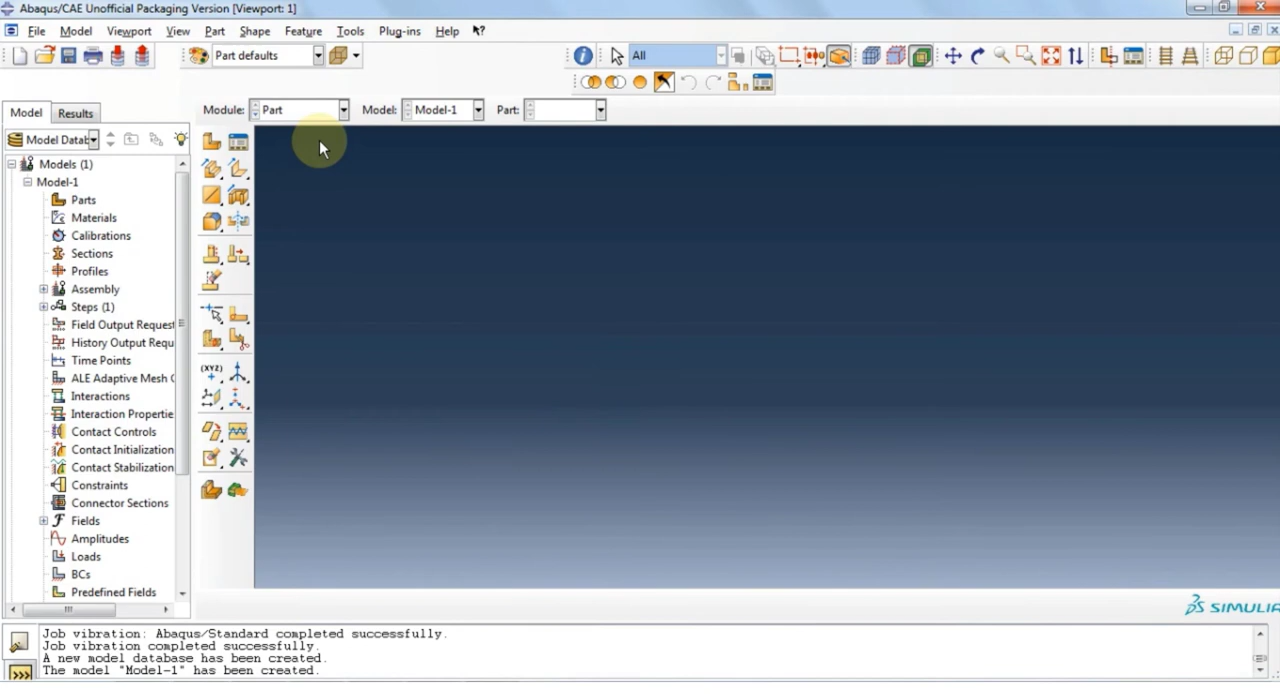 Abaqus/CAE Unofficial Packaging Version [Viewport: 1]
File Model Viewport View Part Shape Feature Tools Plug-ins Help
Part defaults
All
Model Results
Module: Part Model: Model-1 Part:
Model Datab
Models (1)
Model-1
Parts
Materials
Calibrations
Sections
Profiles
Assembly
Steps (1)
Field Output Request
History Output Requ
Time Points
ALE Adaptive Mesh C
Interactions
Interaction Propertie
Contact Controls
Contact Initialization
Contact Stabilization
Constraints
Connector Sections
Fields
Amplitudes
Loads
BCs
Predefined Fields
(XYZ)
SIMULIA
Job vibration: Abaqus/Standard completed successfully.
Job vibration completed successfully.
A new model database has been created.
The model "Model-1" has been created.
>>>